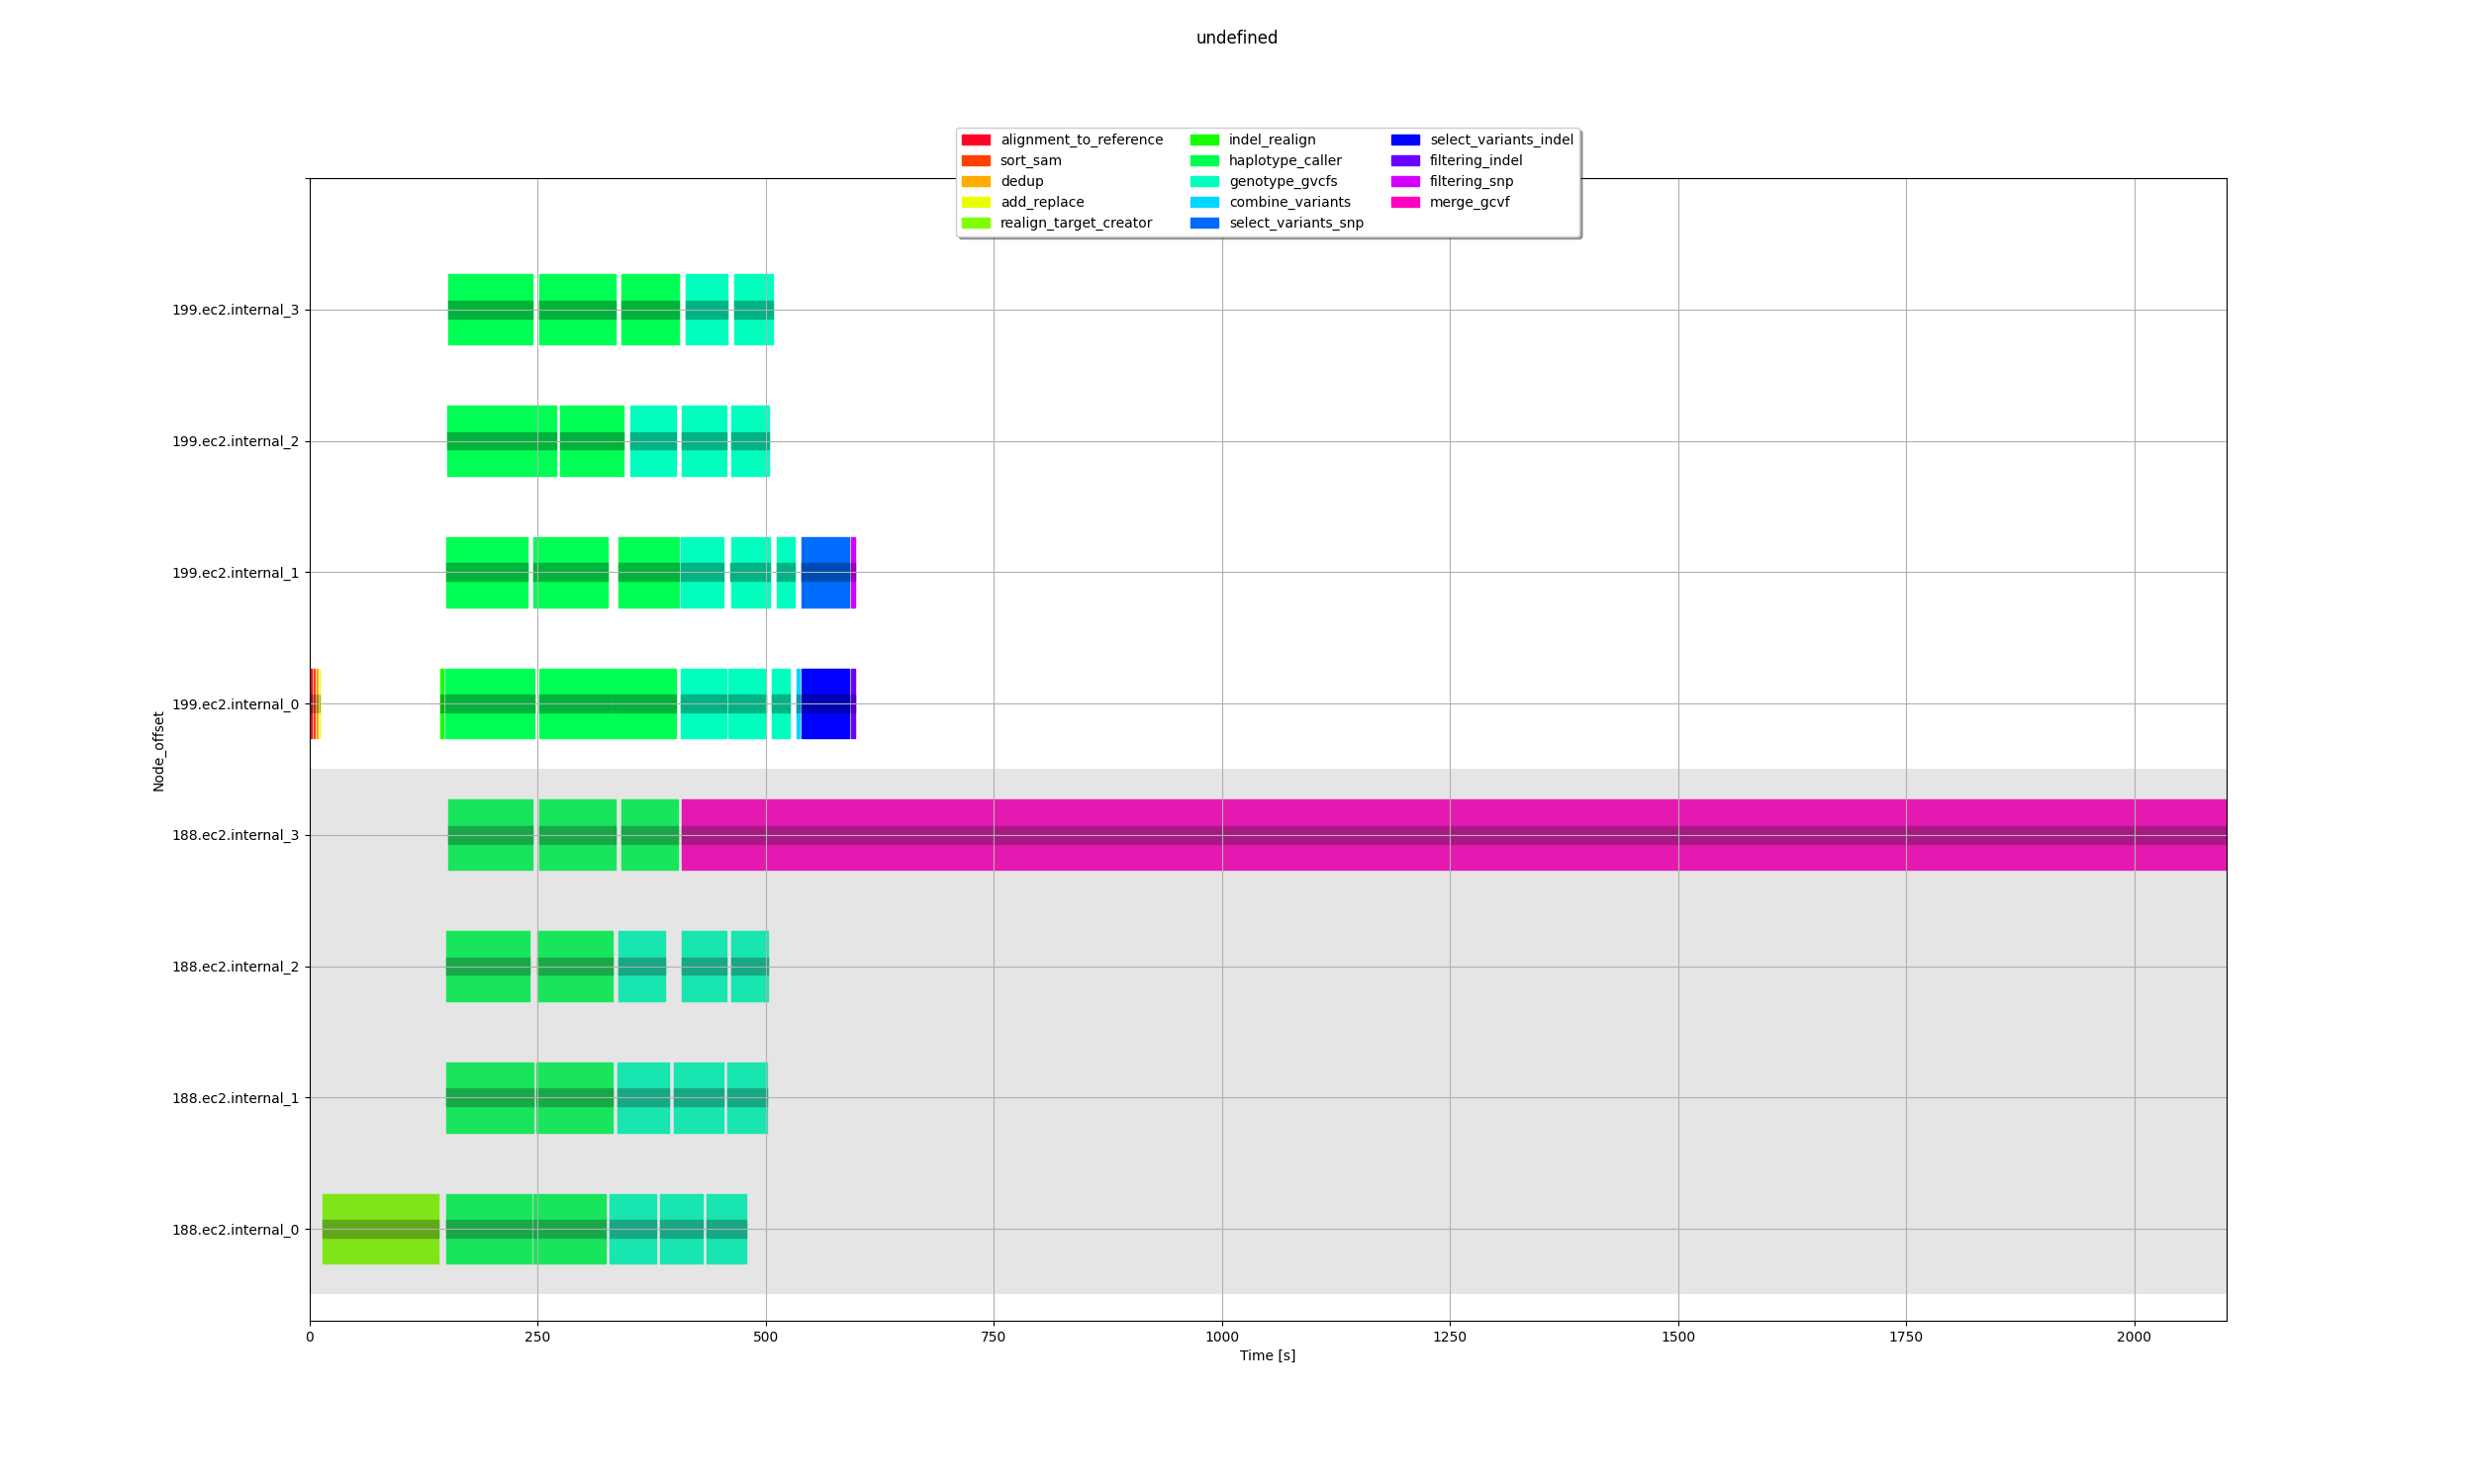 undefined
alignment_to_reference
sort_sam
dedup
add_replace
realign_target_creator
indel_realign
haplotype_caller
genotype_gvcfs
combine_variants
select_variants_snp
select_variants_indel
filtering_indel
filtering_snp
merge_gcvf
199.ec2.internal_3
199.ec2.internal_2
199.ec2.internal_1
199.ec2.internal_0
188.ec2.internal_3
188.ec2.internal_2
188.ec2.internal_1
188.ec2.internal_0
Node_offset
0 250 500 750 1000 1250 1500 1750 2000
Time [s]